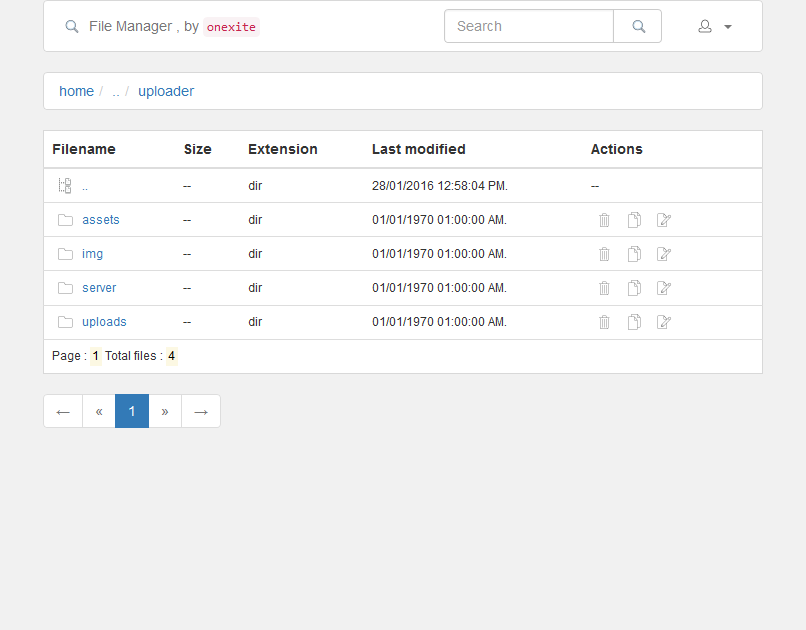 File Manager , by onexite Search
home / .. / uploader
Filename Size Extension Last modified Actions
.. -- dir 28/01/2016 12:58:04 PM. --
assets -- dir 01/01/1970 01:00:00 AM.
img -- dir 01/01/1970 01:00:00 AM.
server -- dir 01/01/1970 01:00:00 AM.
uploads -- dir 01/01/1970 01:00:00 AM.
Page : 1 Total files : 4
← « 1 » →